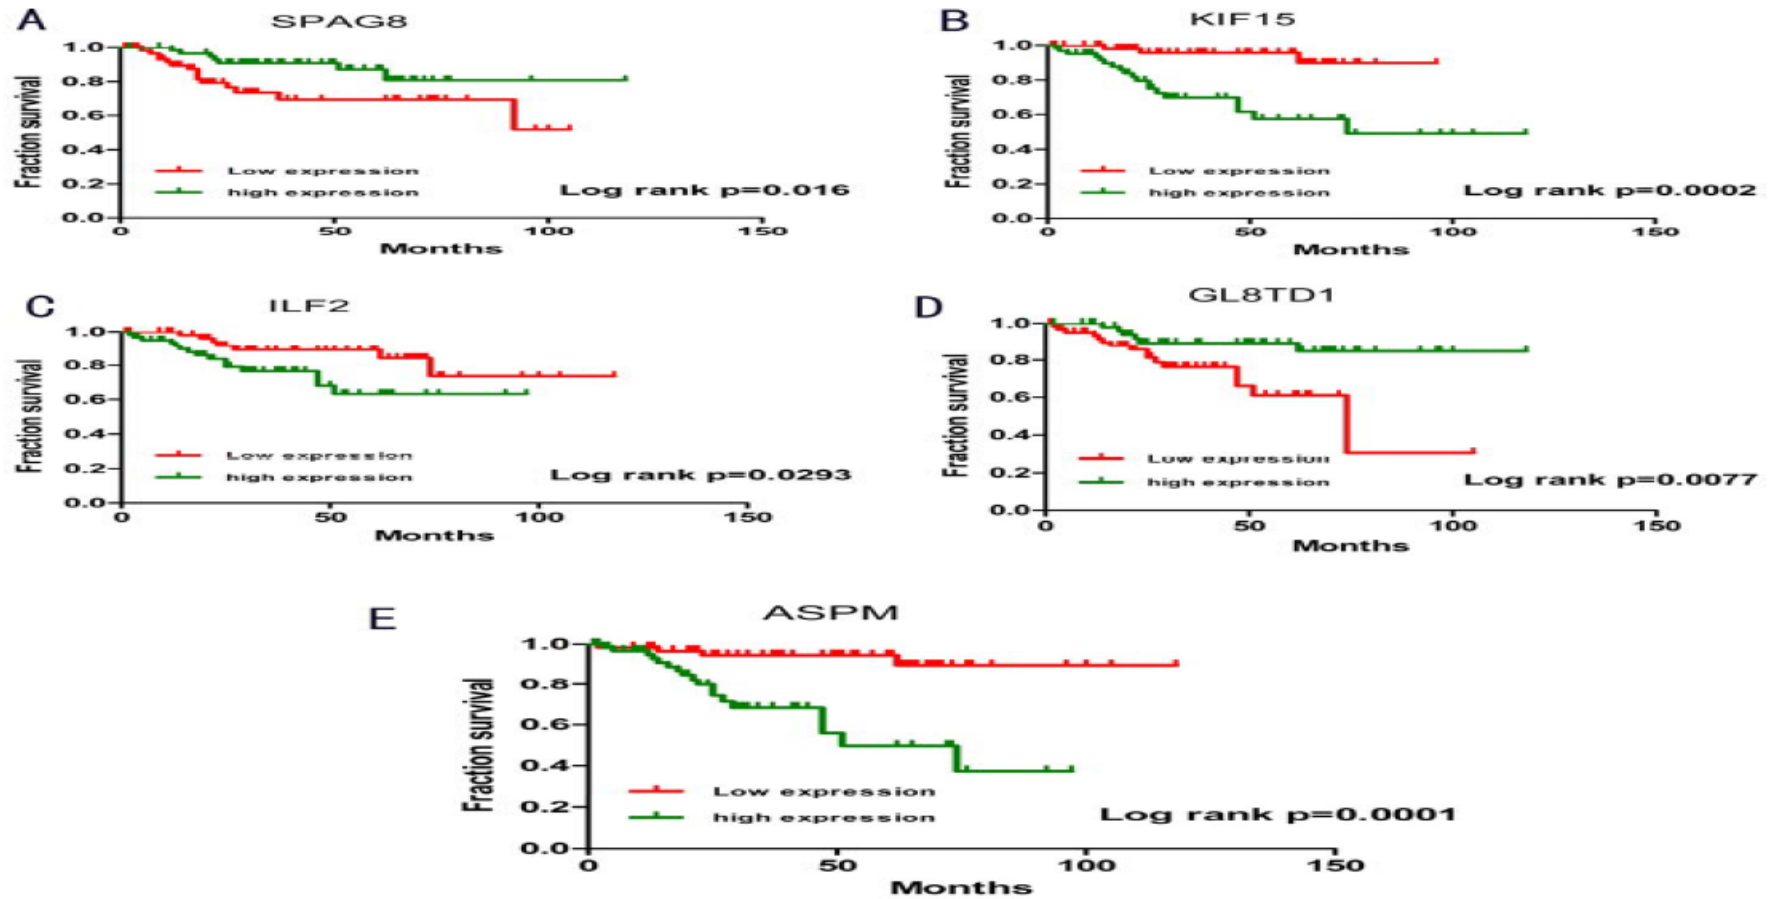 A
SPAG8
1.0
0.8
0.6
0.4
0.2
0.0
Fraction survival
Low expression
high expression
Log rank p=0.016
0 50 100 150
Months
B
KIF15
1.0
0.8
0.6
0.4
0.2
0.0
Fraction survival
Low expression
high expression
Log rank p=0.0002
0 50 100 150
Months
C
ILF2
1.0
0.8
0.6
0.4
0.2
0.0
Fraction survival
Low expression
high expression
Log rank p=0.0293
0 50 100 150
Months
D
GL8TD1
1.0
0.8
0.6
0.4
0.2
0.0
Fraction survival
Low expression
high expression
Log rank p=0.0077
0 50 100 150
Months
E
ASPM
1.0
0.8
0.6
0.4
0.2
0.0
Fraction survival
Low expression
high expression
Log rank p=0.0001
0 50 100 150
Months